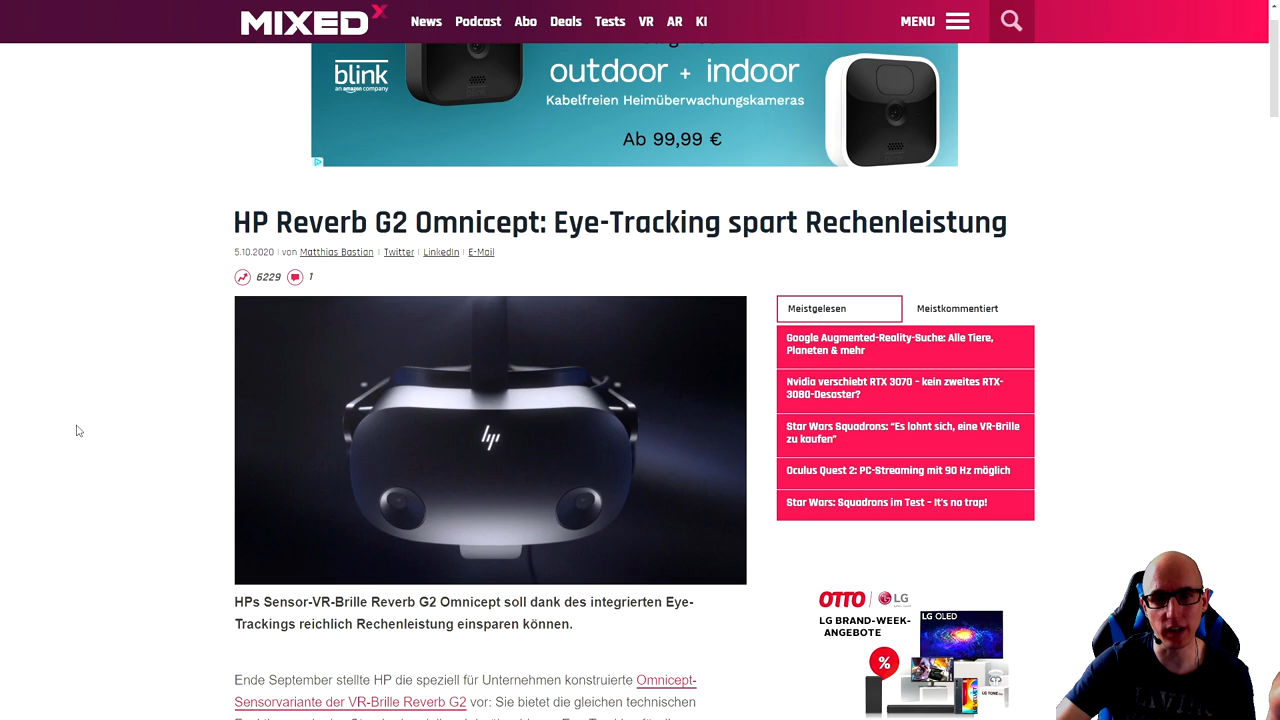 MIXED
News Podcast Abo Deals Tests VR AR KI
MENU
blink
an amazon company
outdoor + indoor
Kabelfreien Heimüberwachungskameras
Ab 99,99 €
HP Reverb G2 Omnicept: Eye-Tracking spart Rechenleistung
5.10.2020 | von Matthias Bastian | Twitter | LinkedIn | E-Mail
6229 1
hp
Meistgelesen
Meistkommentiert
Google Augmented-Reality-Suche: Alle Tiere,
Planeten & mehr
Nvidia verschiebt RTX 3070 – kein zweites RTX-
3080-Desaster?
Star Wars Squadrons: “Es lohnt sich, eine VR-Brille
zu kaufen”
Oculus Quest 2: PC-Streaming mit 90 Hz möglich
Star Wars: Squadrons im Test – It’s no trap!
HPs Sensor-VR-Brille Reverb G2 Omnicept soll dank des integrierten Eye-
Trackings reichlich Rechenleistung einsparen können.
Ende September stellte HP die speziell für Unternehmen konstruierte Omnicept-
Sensorvariante der VR-Brille Reverb G2 vor: Sie bietet die gleichen technischen
OTTO | LG
LG BRAND-WEEK-
ANGEBOTE
LG OLED
%